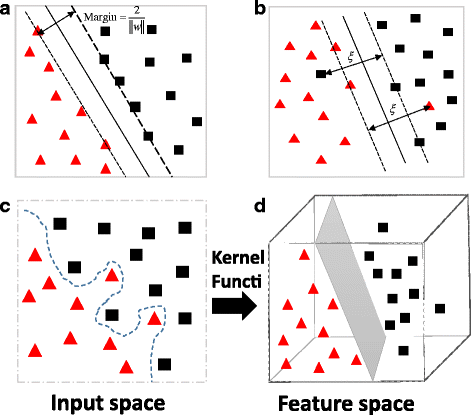 a
Margin = 2
‖w‖
b
ξ
ξ
c
d
Kernel
Functi
Input space
Feature space